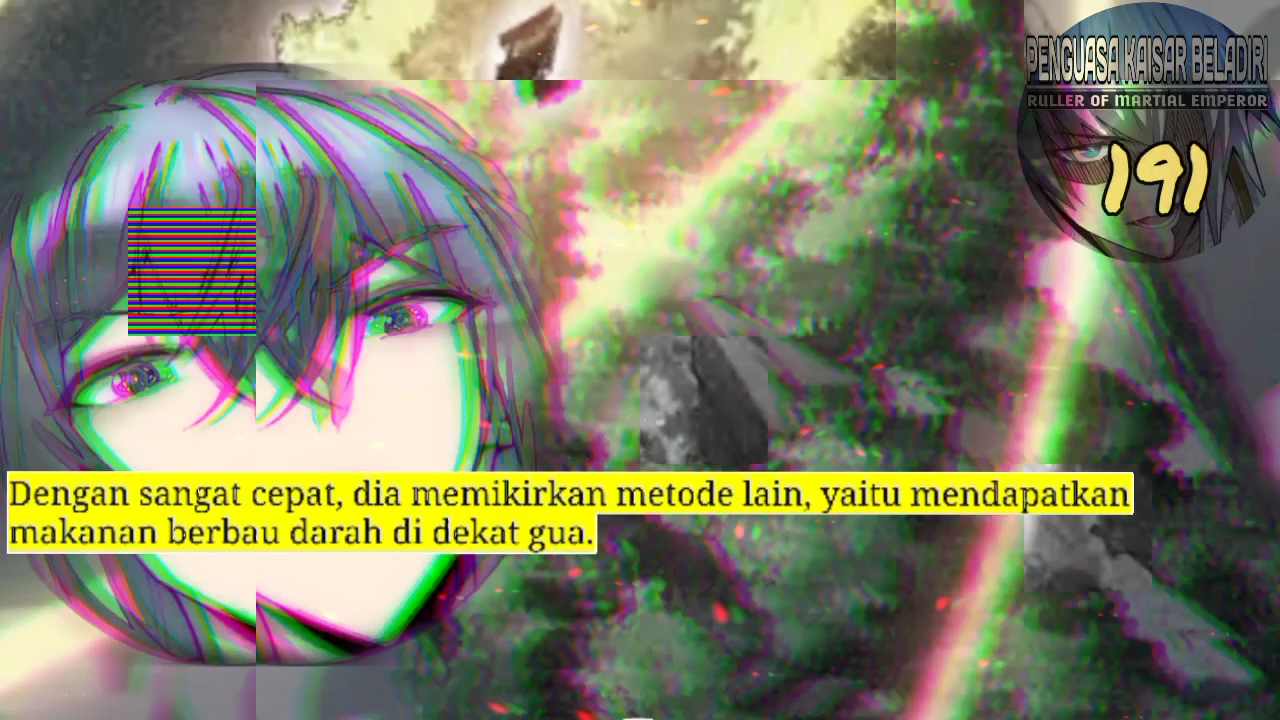 PENGUASA KAISAR BELADIRI
RULLER OF MARTIAL EMPEROR
191
Dengan sangat cepat, dia memikirkan metode lain, yaitu mendapatkan
makanan berbau darah di dekat gua.